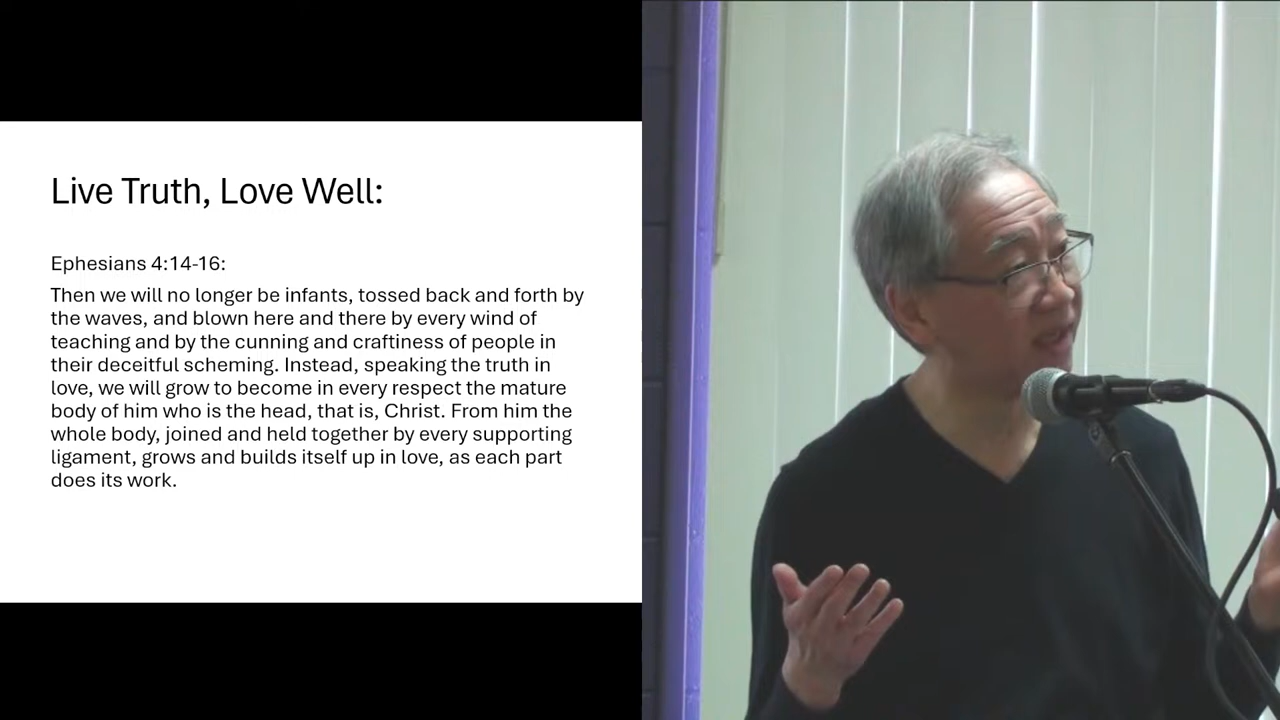 Live Truth, Love Well:
Ephesians 4:14-16:
Then we will no longer be infants, tossed back and forth by
the waves, and blown here and there by every wind of
teaching and by the cunning and craftiness of people in
their deceitful scheming. Instead, speaking the truth in
love, we will grow to become in every respect the mature
body of him who is the head, that is, Christ. From him the
whole body, joined and held together by every supporting
ligament, grows and builds itself up in love, as each part
does its work.